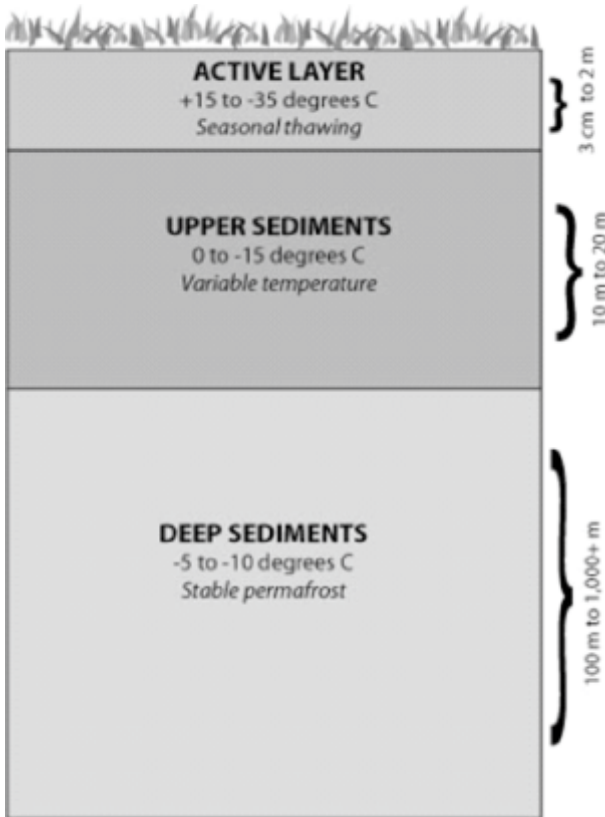 ACTIVE LAYER
+15 to -35 degrees C
Seasonal thawing
3 cm to 2 m
UPPER SEDIMENTS
0 to -15 degrees C
Variable temperature
10 m to 20 m
DEEP SEDIMENTS
-5 to -10 degrees C
Stable permafrost
100 m to 1,000+ m